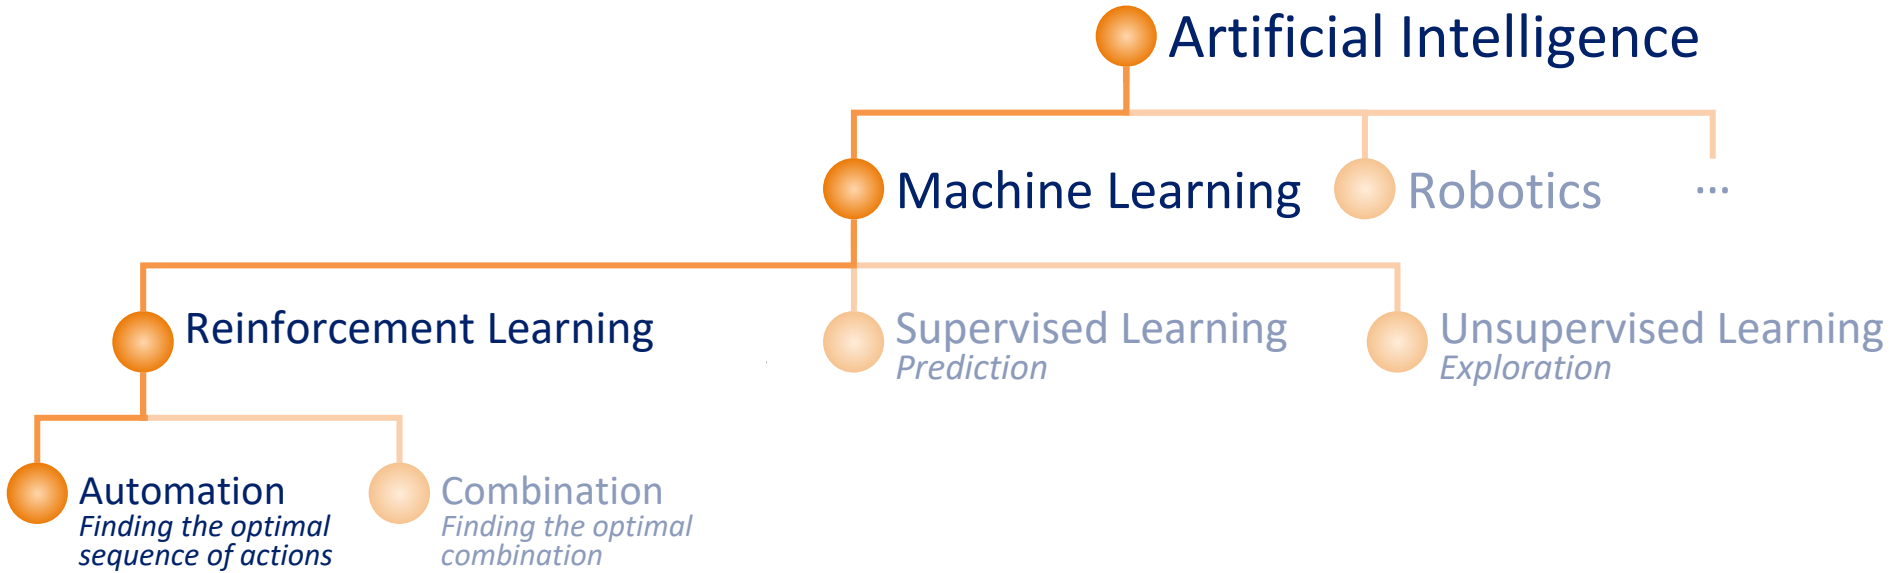 Artificial Intelligence
Machine Learning
Robotics
...
Reinforcement Learning
Supervised Learning
Prediction
Unsupervised Learning
Exploration
Automation
Finding the optimal
sequence of actions
Combination
Finding the optimal
combination